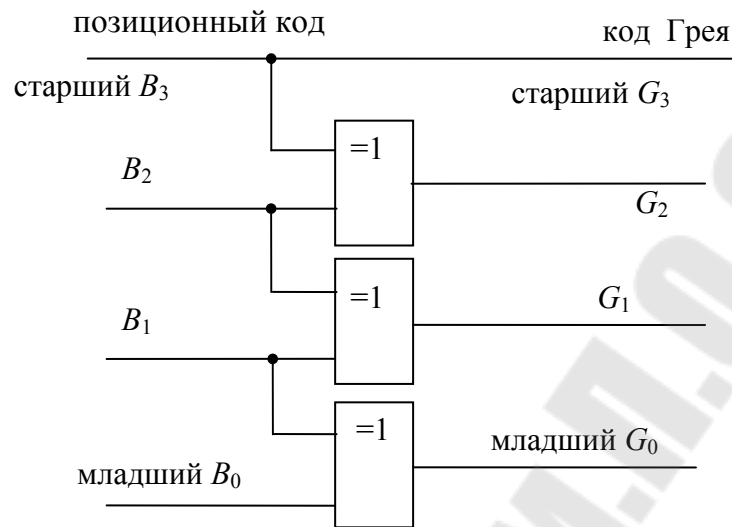 позиционный код
код Грея
старший B₃
старший G₃
=1
B₂
G₂
=1
G₁
B₁
=1
младший G₀
младший B₀